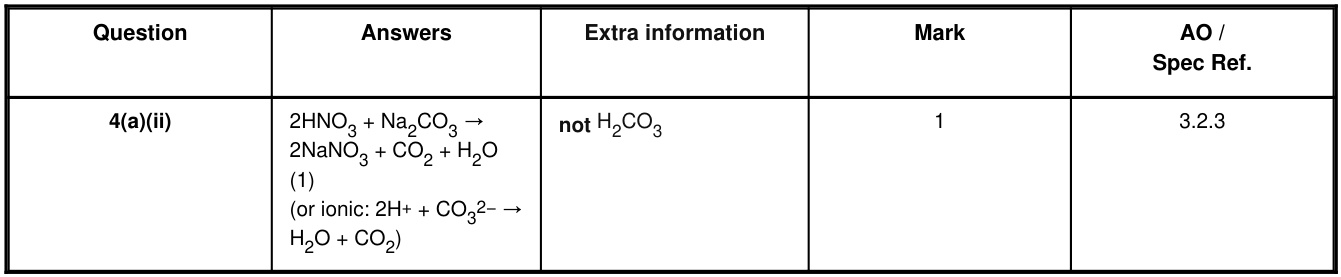 Question Answers Extra information Mark AO /
Spec Ref.
4(a)(ii) 2HNO₃ + Na₂CO₃ → not H₂CO₃ 1 3.2.3
2NaNO₃ + CO₂ + H₂O
(1)
(or ionic: 2H⁺ + CO₃²⁻ →
H₂O + CO₂)